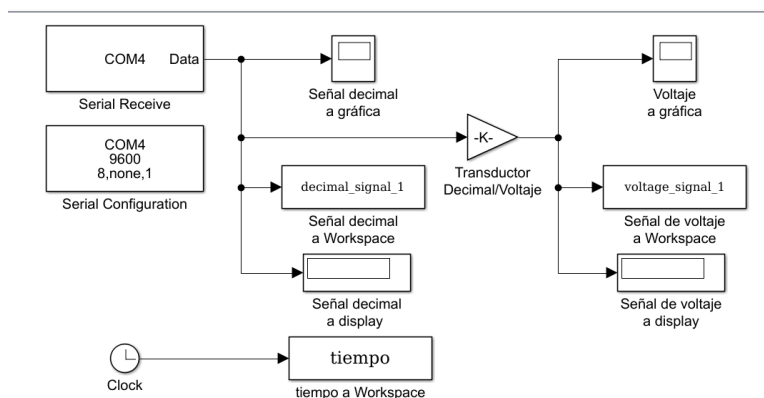 COM4
Data
Serial Receive
COM4
9600
8,none,1
Serial Configuration
Señal decimal
a gráfica
-K-
Transductor
Decimal/Voltaje
Voltaje
a gráfica
decimal_signal_1
Señal decimal
a Workspace
voltage_signal_1
Señal de voltaje
a Workspace
Señal decimal
a display
Señal de voltaje
a display
Clock
tiempo
tiempo a Workspace